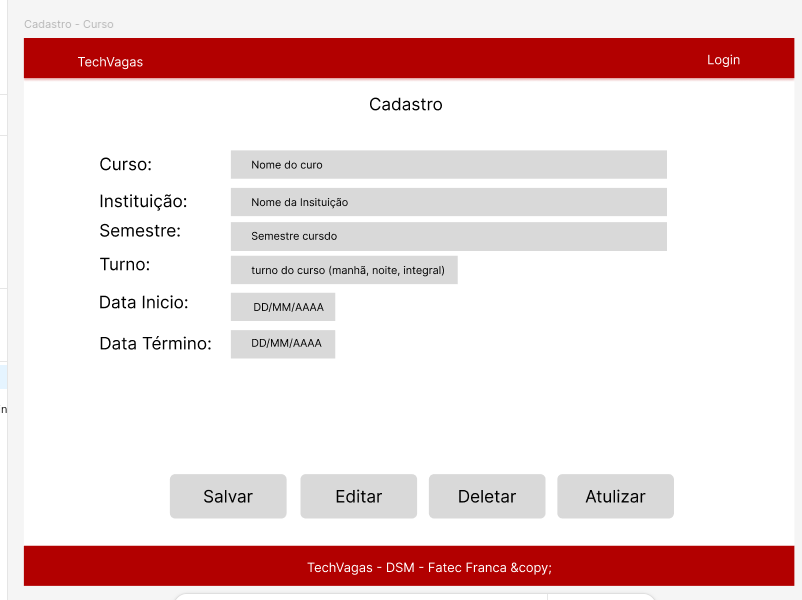 Cadastro - Curso
TechVagas
Login
Cadastro
Curso:
Nome do curo
Instituição:
Nome da Insituição
Semestre:
Semestre cursdo
Turno:
turno do curso (manhã, noite, integral)
Data Inicio:
DD/MM/AAAA
Data Término:
DD/MM/AAAA
n
Salvar
Editar
Deletar
Atulizar
TechVagas - DSM - Fatec Franca &copy;